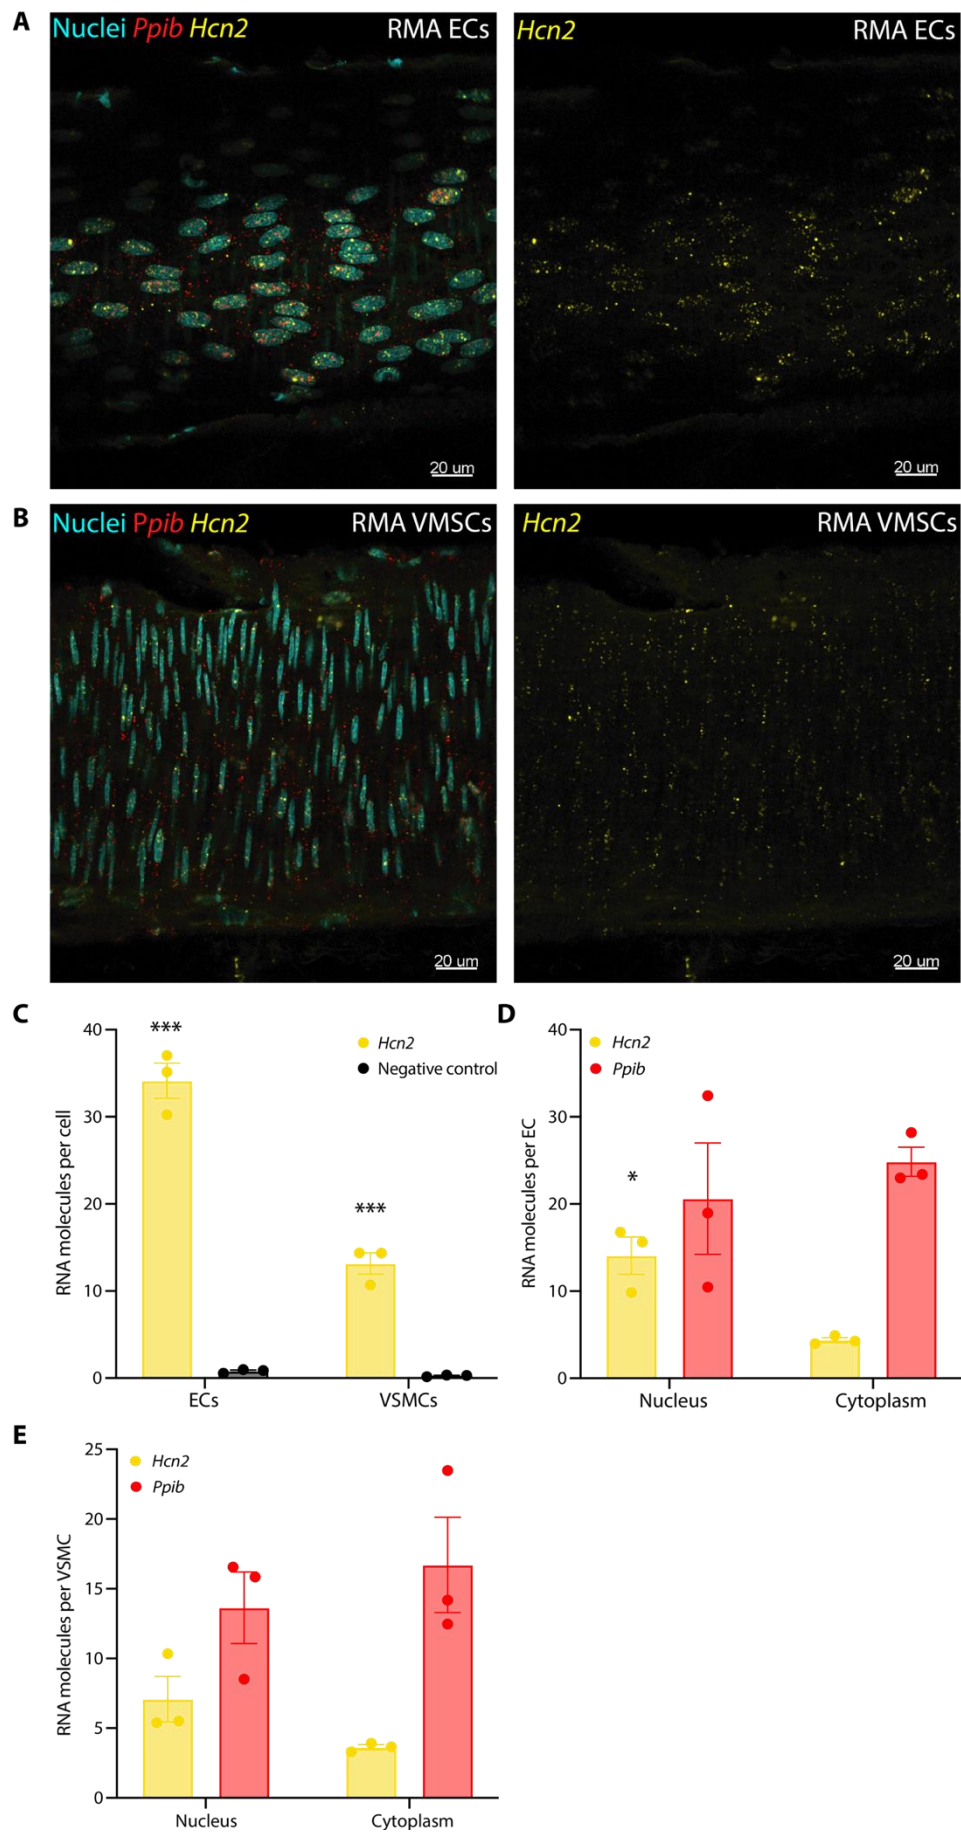 A
Nuclei Ppib Hcn2
RMA ECs
Hcn2
RMA ECs
20 um
20 um
B
Nuclei Ppib Hcn2
RMA VMSCs
Hcn2
RMA VSMCs
20 um
20 um
C
40
30
20
10
0
RNA molecules per cell
***
***
Hcn2
Negative control
ECs
VSMCs
D
40
30
20
10
0
RNA molecules per EC
*
Hcn2
Ppib
Nucleus
Cytoplasm
E
25
20
15
10
5
0
RNA molecules per VSMC
Hcn2
Ppib
Nucleus
Cytoplasm